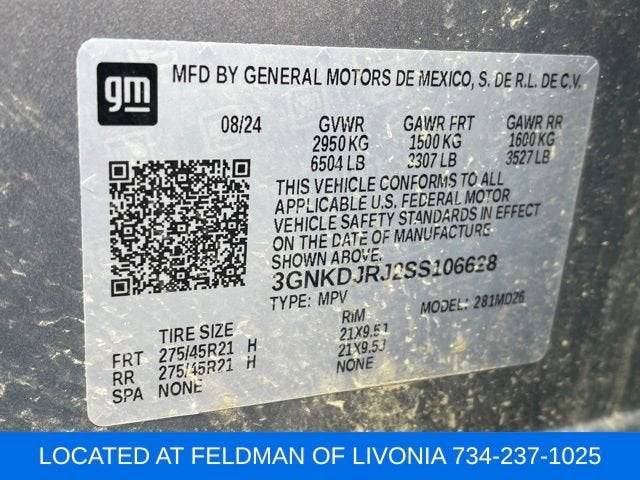 gm MFD BY GENERAL MOTORS DE MEXICO, S. DE R.L. DE C.V.
08/24 GVWR GAWR FRT GAWR RR
2950 KG 1500 KG 1600 KG
6504 LB 3307 LB 3527 LB
THIS VEHICLE CONFORMS TO ALL
APPLICABLE U.S. FEDERAL MOTOR
VEHICLE SAFETY STANDARDS IN EFFECT
ON THE DATE OF MANUFACTURE
SHOWN ABOVE.
3GNKDJRJ2SS106628
TYPE: MPV MODEL: 281MD26
TIRE SIZE RIM
FRT 275/45R21 H 21X9.5J
RR 275/45R21 H 21X9.5J
SPA NONE NONE
LOCATED AT FELDMAN OF LIVONIA 734-237-1025